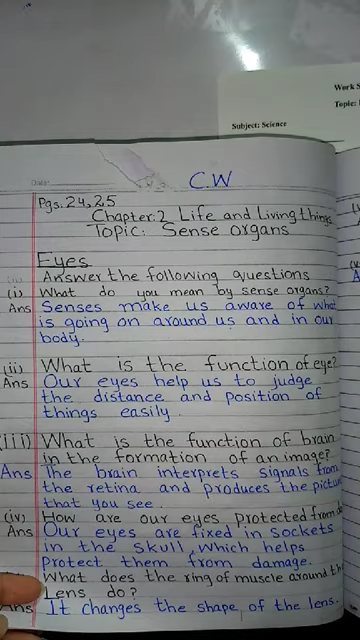 Work S
Topic:
Subject: Science
Date:
C.W
Pgs. 24,25
Chapter:2 Life and Living things
Topic: Sense organs
Eyes
Answer the following questions
(i) What do you mean by sense organs?
Ans Senses make us aware of what
is going on around us and in our
body.
(ii) What is the function of eye?
Ans Our eyes help us to judge
the distance and position of
things easily.
(iii) What is the function of brain
in the formation of an image?
Ans The brain interprets signals from
the retina and produces the pictur
that you see.
(iv) How are our eyes protected from
Ans Our eyes are fixed in sockets
in the skull, which helps
protect them from damage.
What does the ring of muscle around th
Lens do?
Ans It changes the shape of the lens.